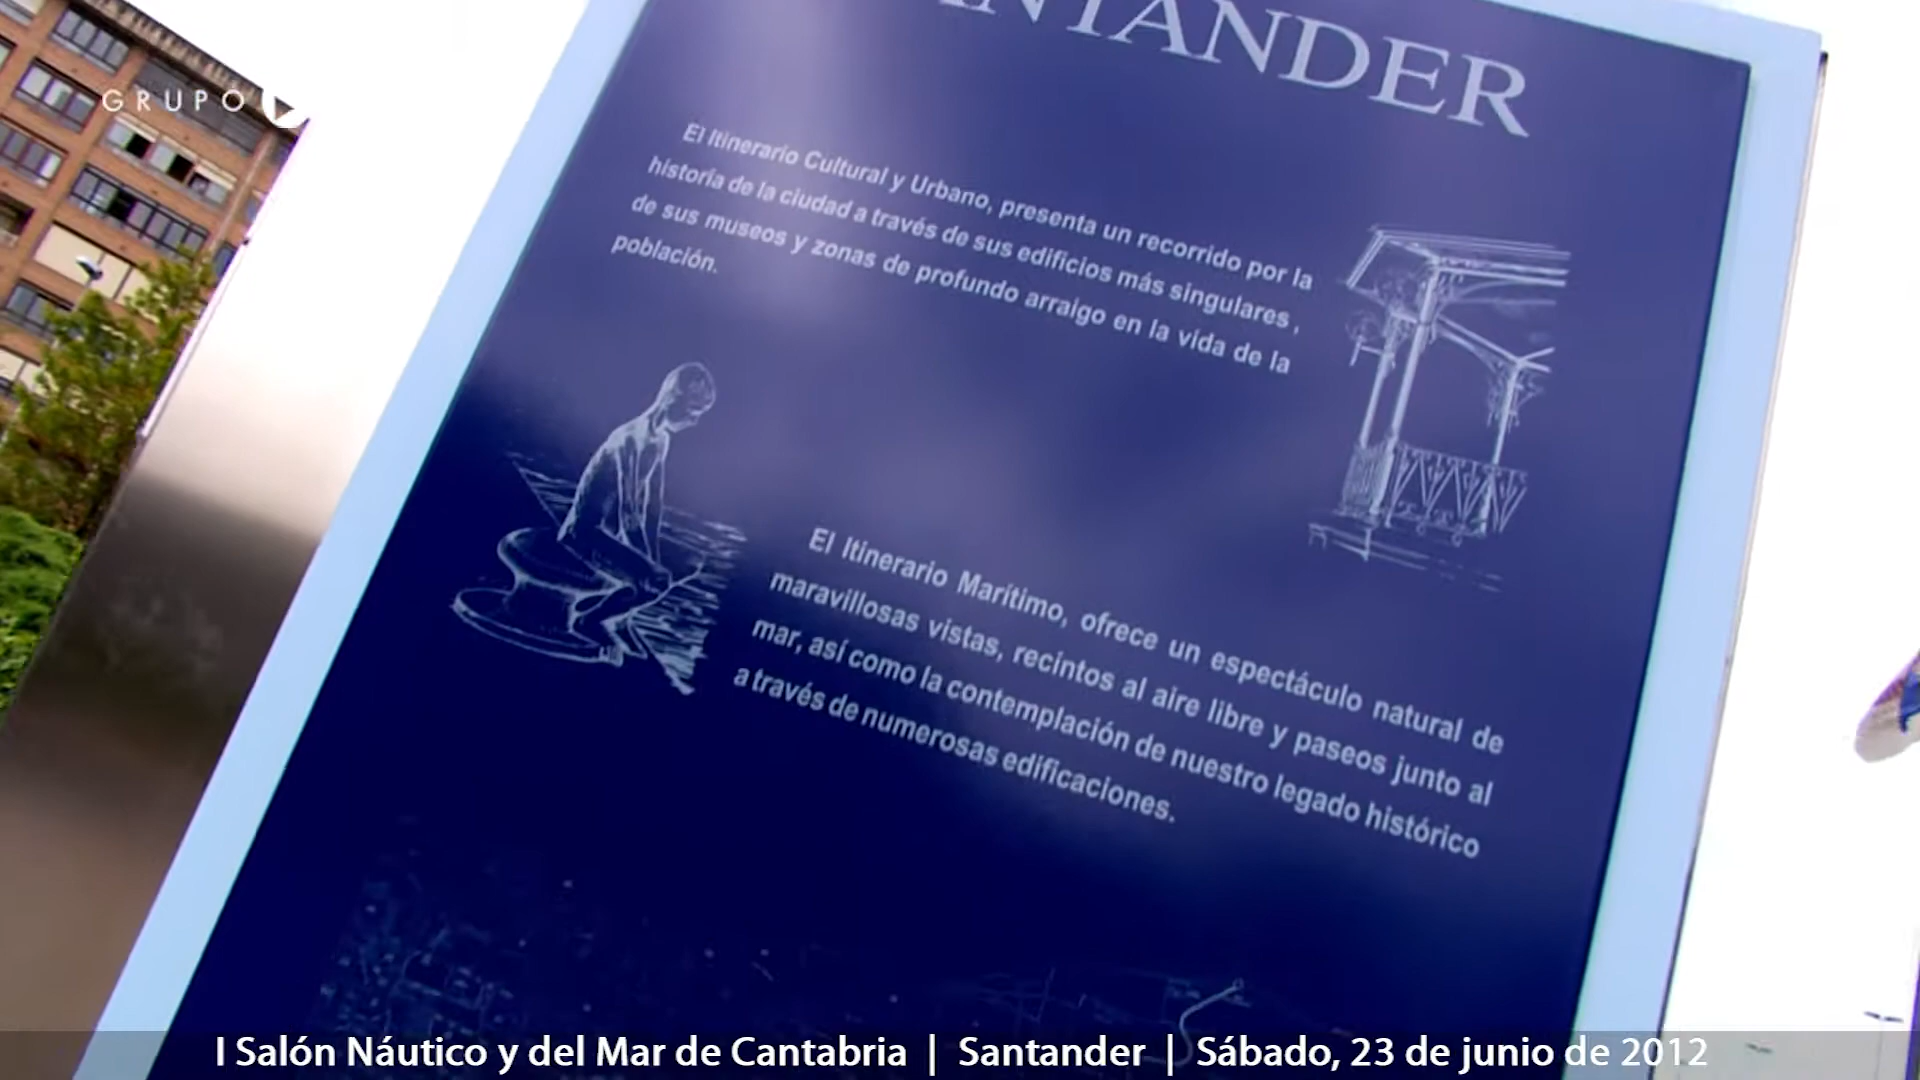 GRUPO
ANTANDER
El Itinerario Cultural y Urbano, presenta un recorrido por la
historia de la ciudad a través de sus edificios más singulares,
de sus museos y zonas de profundo arraigo en la vida de la
población.
El Itinerario Marítimo, ofrece un espectáculo natural de
maravillosas vistas, recintos al aire libre y paseos junto al
mar, así como la contemplación de nuestro legado histórico
a través de numerosas edificaciones.
I Salón Náutico y del Mar de Cantabria | Santander | Sábado, 23 de junio de 2012